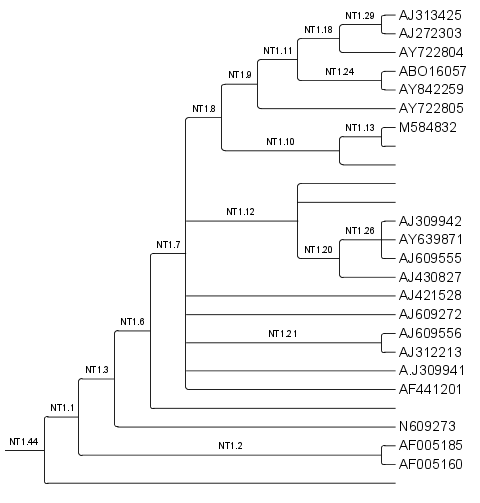 NT1.29 AJ313425
NT1.18 AJ272303
NT1.11 AY722804
NT1.24 ABO16057
NT1.9 AY842259
NT1.8 AY722805
NT1.13 M584832
NT1.10
NT1.12
NT1.26 AJ309942
NT1.7 AY639871
NT1.20 AJ609555
AJ430827
AJ421528
NT1.6 AJ609272
NT1.21 AJ609556
AJ312213
NT1.3 A.J309941
AF441201
NT1.1
N609273
NT1.44 NT1.2 AF005185
AF005160